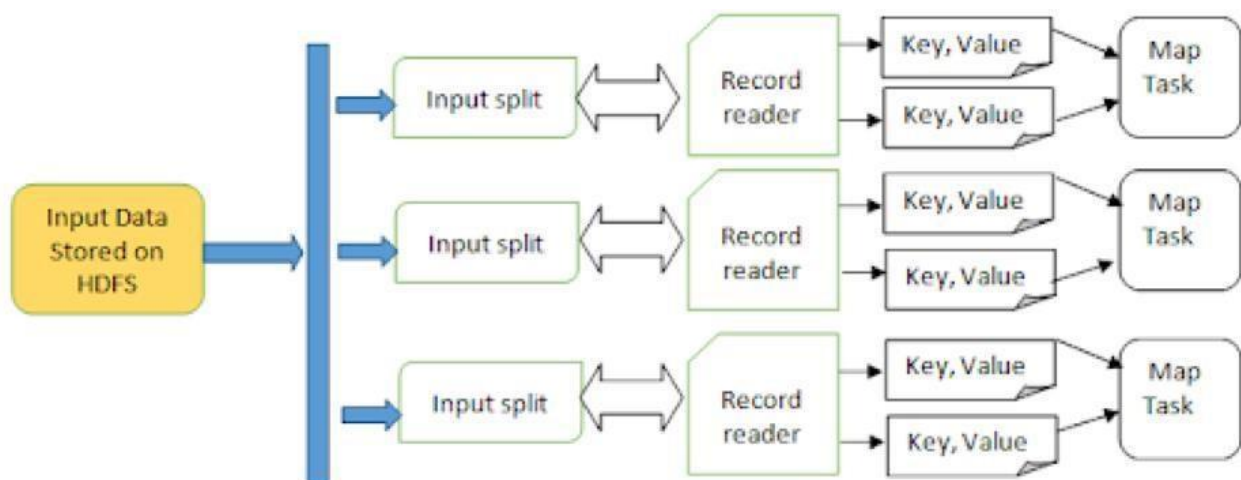 Input Data
Stored on
HDFS
Input split
Record
reader
Key, Value
Key, Value
Map
Task
Input split
Record
reader
Key, Value
Key, Value
Map
Task
Input split
Record
reader
Key, Value
Key, Value
Map
Task